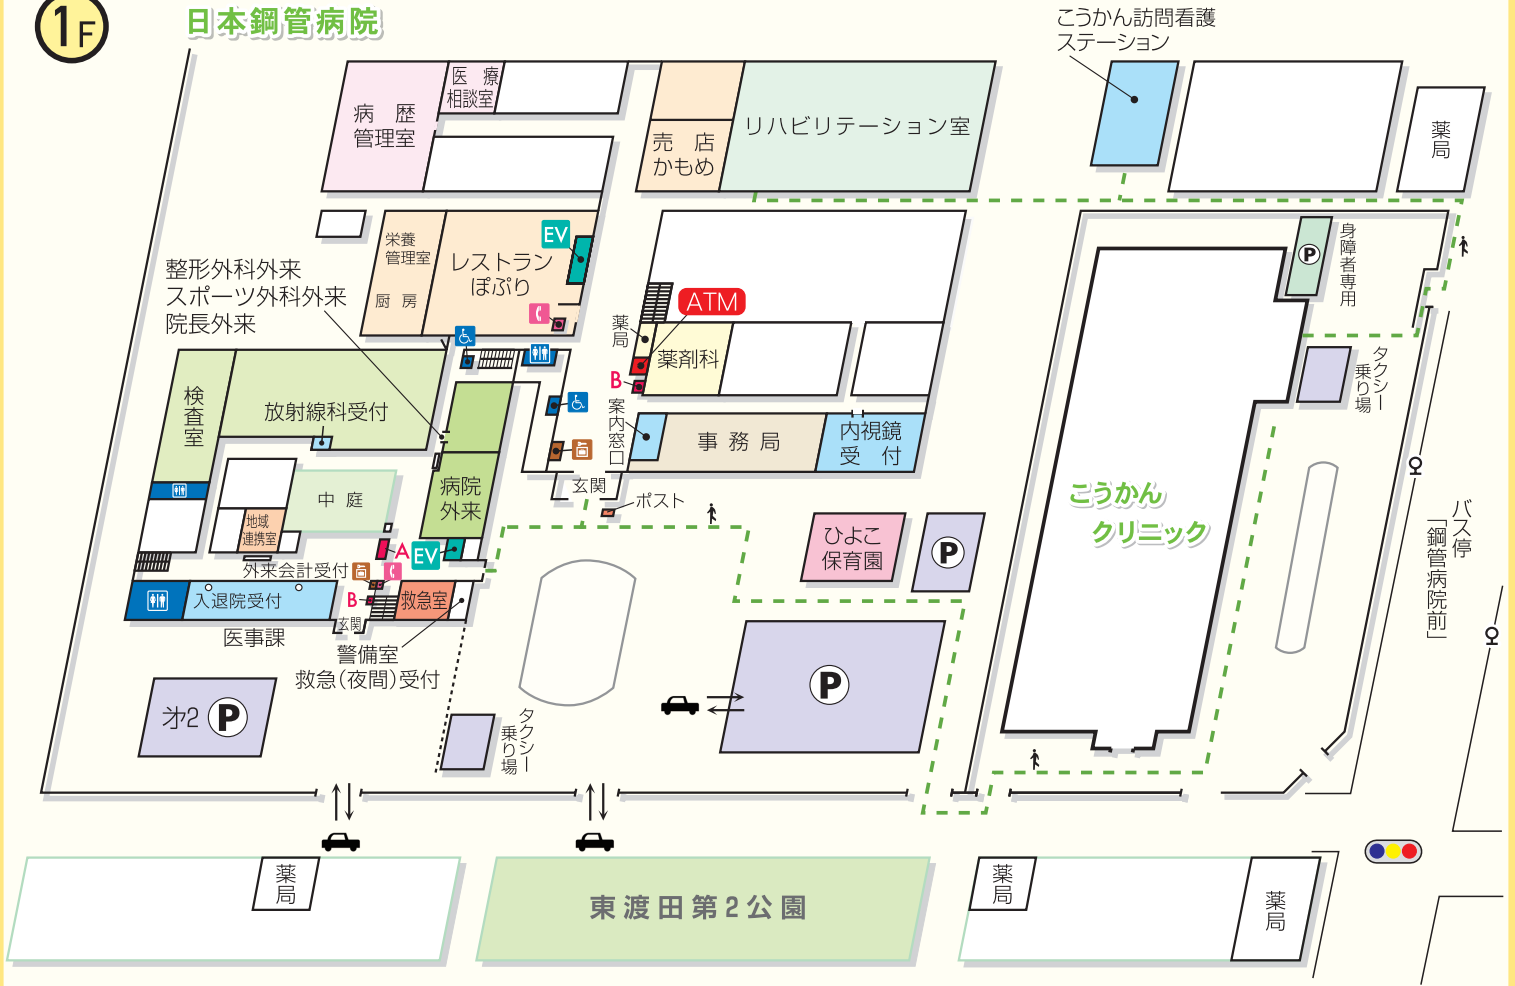 1F
日本鋼管病院
こうかん訪問看護
ステーション
病 歴
管理室
医 療
相談室
売 店
かもめ
リハビリテーション室
薬局
栄養
管理室
厨 房
レストラン
ぽぷり
EV
整形外科外来
スポーツ外科外来
院長外来
ATM
薬局
薬剤科
B
P
身障者専用
タクシー
乗り場
検査室
放射線科受付
案内窓口
事 務 局
内視鏡
受 付
病院
外来
中 庭
地域
連携室
玄関
ポスト
A
EV
外来会計受付
B
救急室
入退院受付
玄関
医事課
警備室
救急(夜間)受付
ひよこ
保育園
P
こうかん
クリニック
バス停
「鋼管病院前」
才2 P
P
タクシー
乗り場
薬局
東渡田第2公園
薬局
薬局